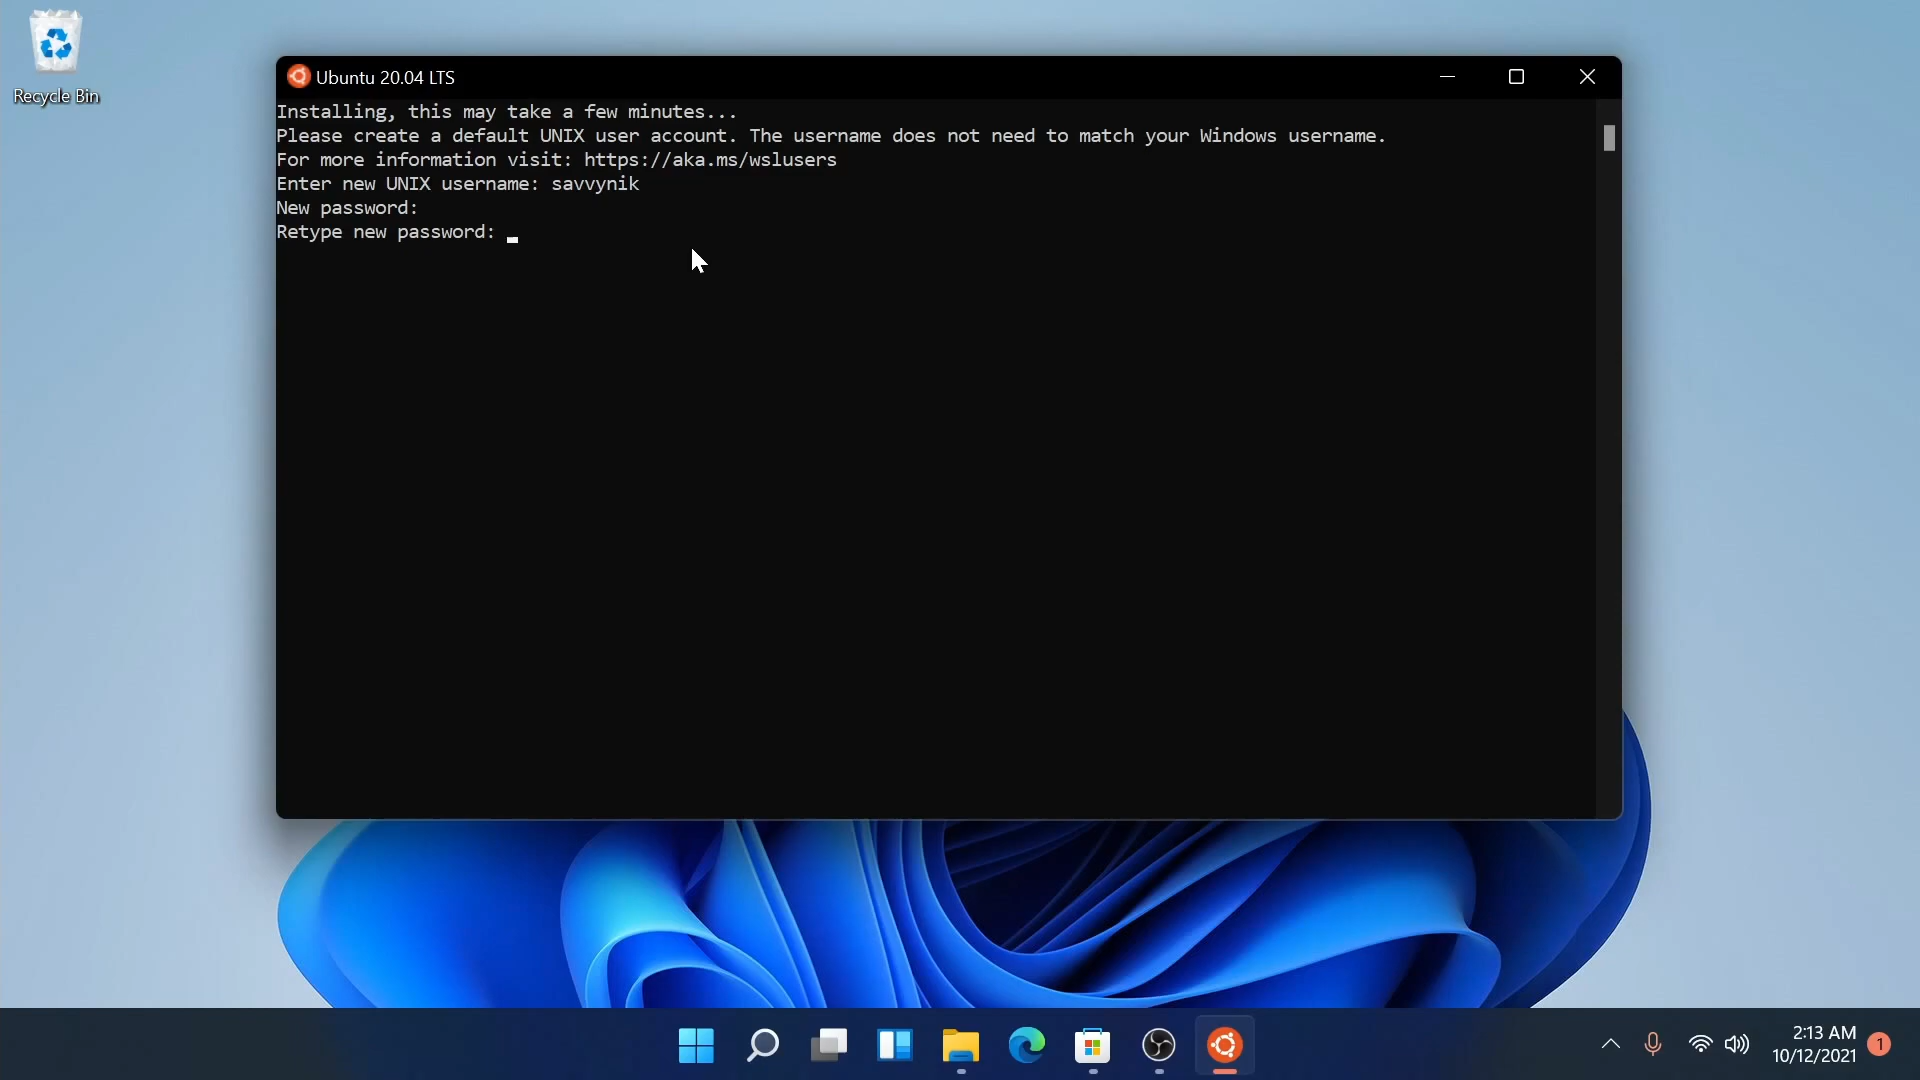 Recycle Bin
Ubuntu 20.04 LTS
Installing, this may take a few minutes...
Please create a default UNIX user account. The username does not need to match your Windows username.
For more information visit: https://aka.ms/wslusers
Enter new UNIX username: savvynik
New password:
Retype new password:
2:13 AM
10/12/2021
1